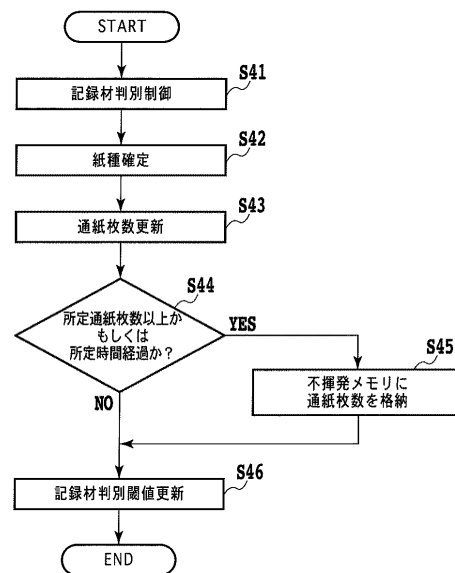 START
S41
記録材判別制御
S42
紙種確定
S43
通紙枚数更新
S44
所定通紙枚数以上か
もしくは
所定時間経過か？
YES
S45
不揮発メモリに
通紙枚数を格納
NO
S46
記録材判別閾値更新
END